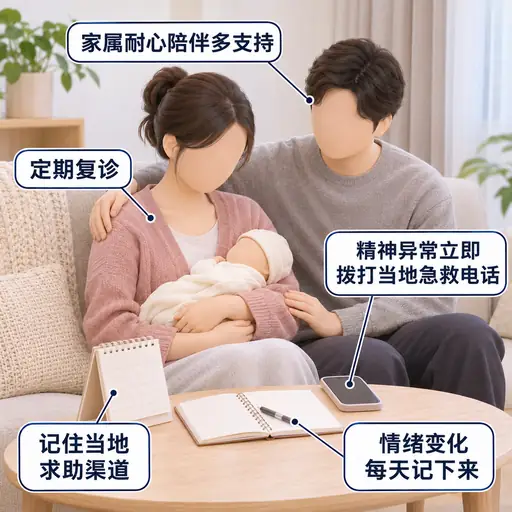 家属耐心陪伴多支持
定期复诊
精神异常立即
拨打当地急救电话
记住当地
求助渠道
情绪变化
每天记下来